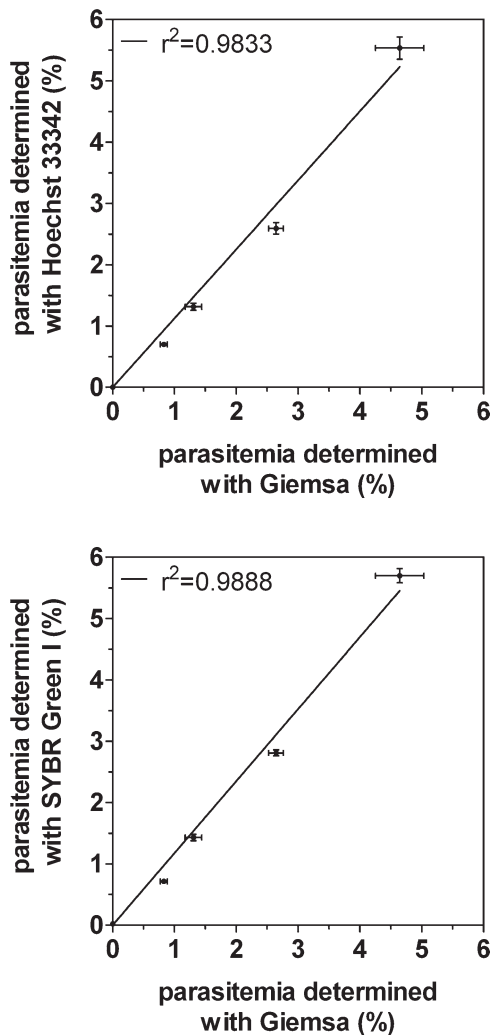 r²=0.9833
6
5
4
3
2
1
0
parasitemia determined
with Hoechst 33342 (%)
0 1 2 3 4 5 6
parasitemia determined
with Giemsa (%)
r²=0.9888
6
5
4
3
2
1
0
parasitemia determined
with SYBR Green I (%)
0 1 2 3 4 5 6
parasitemia determined
with Giemsa (%)